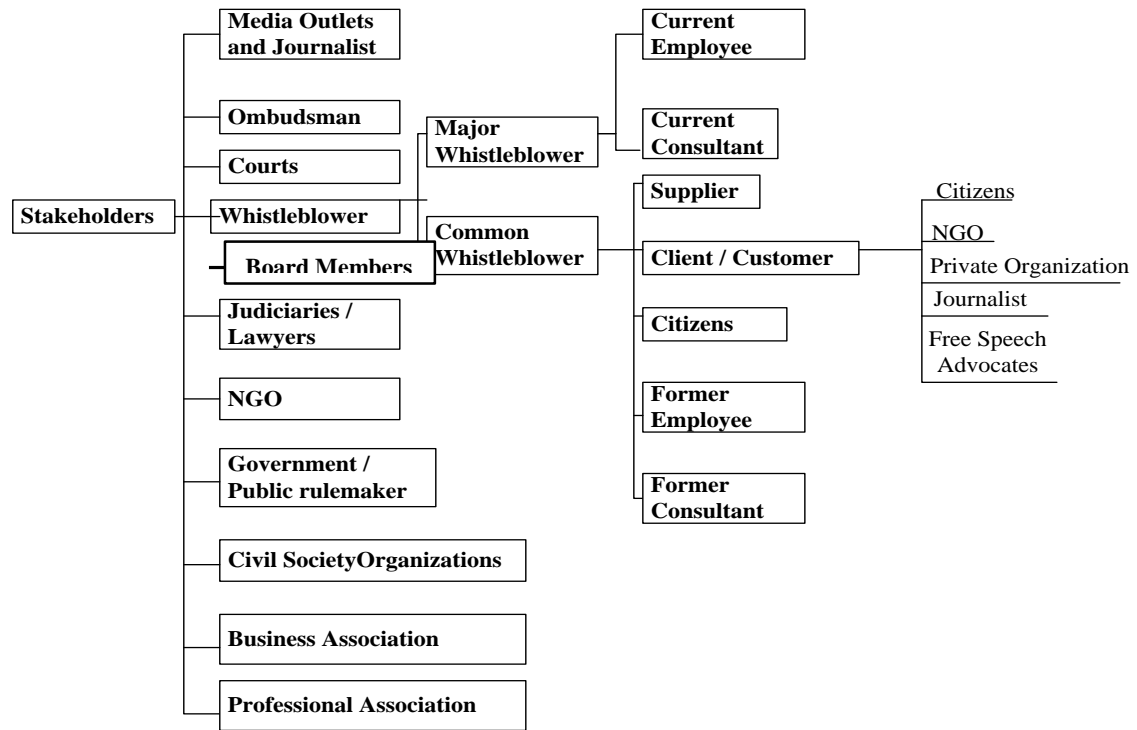 Media Outlets
and Journalist
Ombudsman
Courts
Stakeholders
Whistleblower
Board Members
Judiciaries /
Lawyers
NGO
Government /
Public rulemaker
Civil SocietyOrganizations
Business Association
Professional Association
Major
Whistleblower
Common
Whistleblower
Current
Employee
Current
Consultant
Supplier
Client / Customer
Citizens
Former
Employee
Former
Consultant
Citizens
NGO
Private Organization
Journalist
Free Speech
Advocates